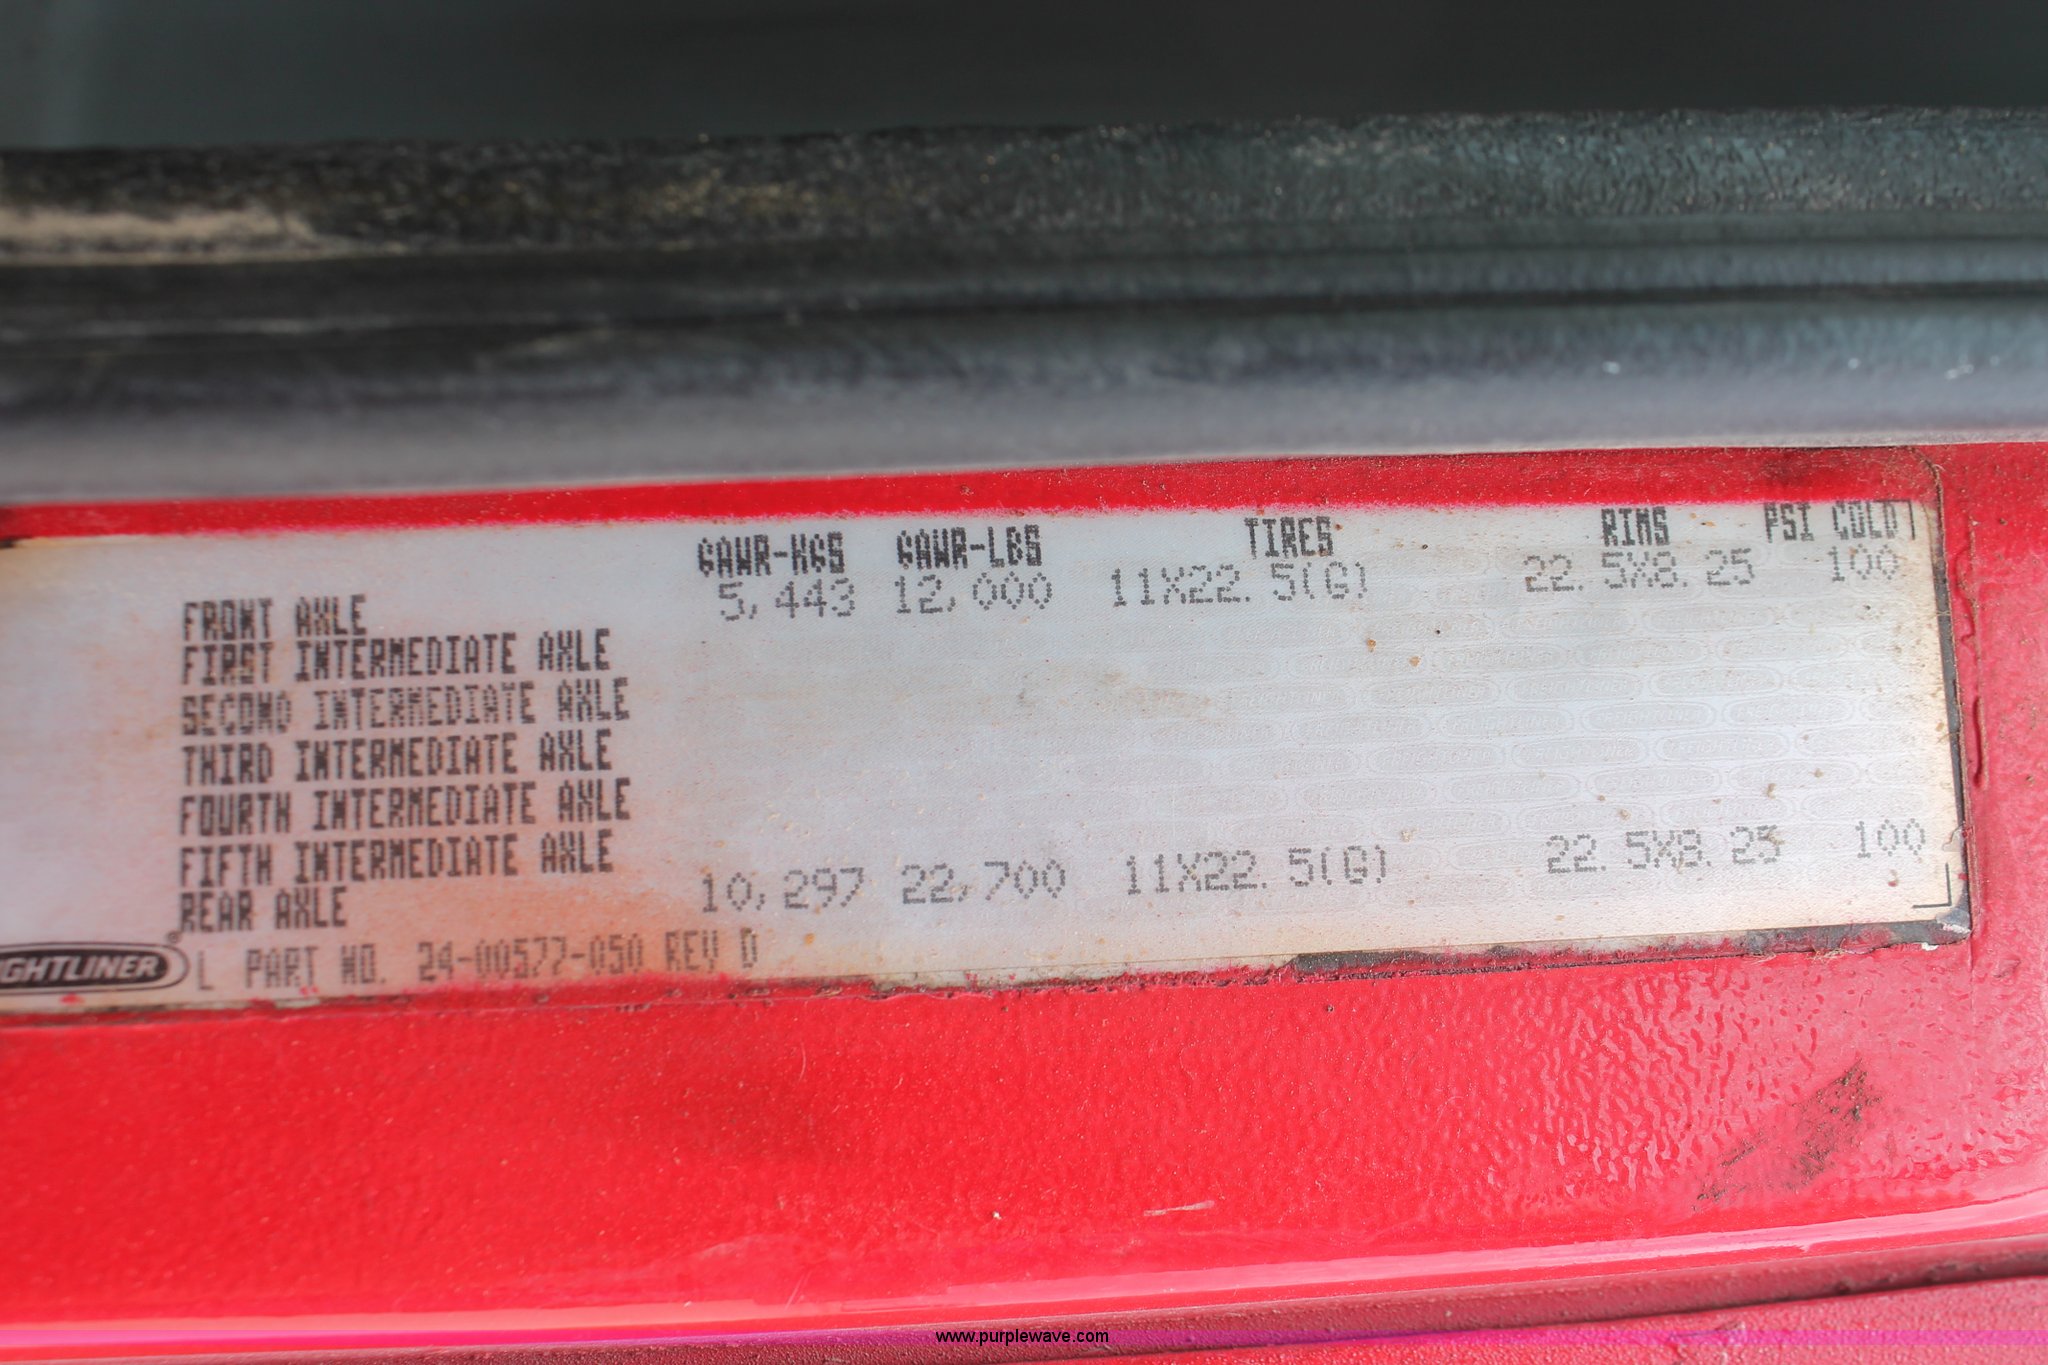 GAWR-KGS GAWR-LBS TIRES RIMS PSI COLD
FRONT AXLE 5,443 12,000 11X22.5(G) 22.5X8.25 100
FIRST INTERMEDIATE AXLE
SECOND INTERMEDIATE AXLE
THIRD INTERMEDIATE AXLE
FOURTH INTERMEDIATE AXLE
FIFTH INTERMEDIATE AXLE
REAR AXLE 10,297 22,700 11X22.5(G) 22.5X8.25 100
GHTLINER® L PART NO. 24-00577-050 REV D
www.purplewave.com